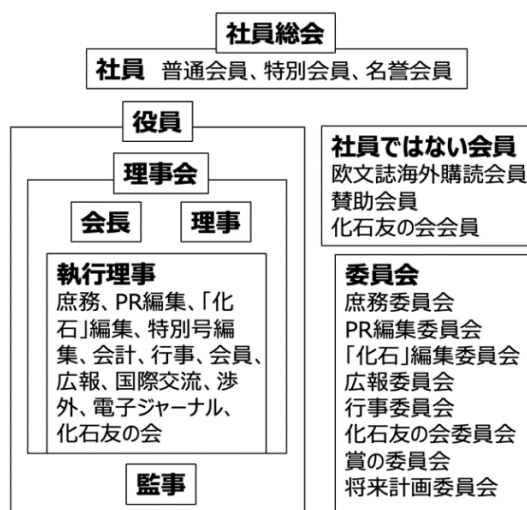 社員総会
社員 普通会員、特別会員、名誉会員
役員
理事会
会長 理事
執行理事
庶務、PR編集、「化
石」編集、特別号編
集、会計、行事、会員、
広報、国際交流、渉
外、電子ジャーナル、
化石友の会
監事
社員ではない会員
欧文誌海外購読会員
賛助会員
化石友の会会員
委員会
庶務委員会
PR編集委員会
「化石」編集委員会
広報委員会
行事委員会
化石友の会委員会
賞の委員会
将来計画委員会